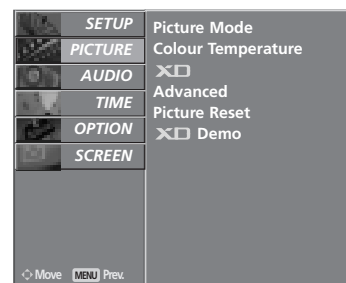 SETUP
PICTURE
AUDIO
TIME
OPTION
SCREEN
Move MENU Prev.
Picture Mode
Colour Temperature
XD
Advanced
Picture Reset
XD Demo